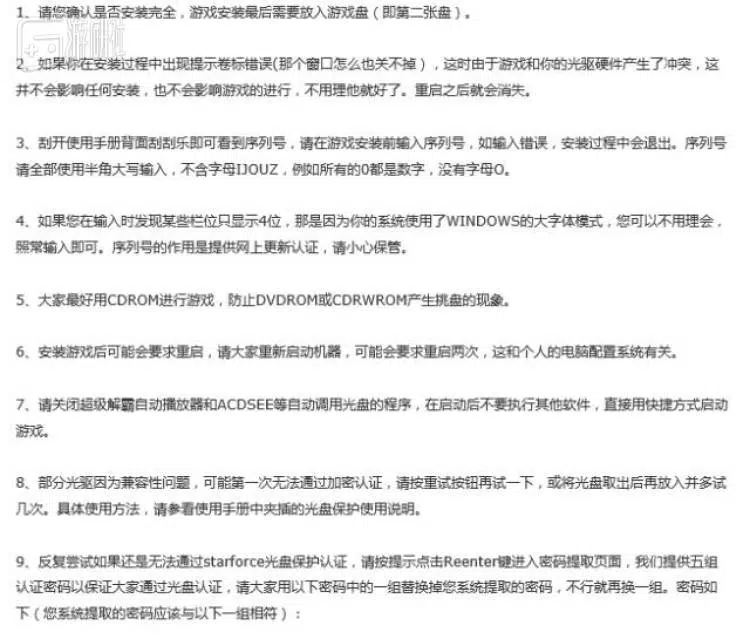 1、请您确认是否安装完全，游戏安装最后需要放入游戏盘（即第二张盘）。
2、如果你在安装过程中出现提示卷标错误(那个窗口怎么也关不掉），这时由于游戏和你的光驱硬件产生了冲突，这
并不会影响任何安装，也不会影响游戏的进行，不用理他就好了。重启之后就会消失。
3、刮开使用手册背面刮刮乐即可看到序列号，请在游戏安装前输入序列号，如输入错误，安装过程中会退出。序列号
请全部使用半角大写输入，不含字母IJOUZ，例如所有的0都是数字，没有字母O。
4、如果您在输入时发现某些栏位只显示4位，那是因为你的系统使用了WINDOWS的大字体模式，您可以不用理会，
照常输入即可。序列号的作用是提供网上更新认证，请小心保管。
5、大家最好用CDROM进行游戏，防止DVDROM或CDRWROM产生挑盘的现象。
6、安装游戏后可能会要求重启，请大家重新启动机器，可能会要求重启两次，这和个人的电脑配置系统有关。
7、请关闭超级解霸自动播放器和ACDSEE等自动调用光盘的程序，在启动后不要执行其他软件，直接用快捷方式启动
游戏。
8、部分光驱因为兼容性问题，可能第一次无法通过加密认证，请按重试按钮再试一下，或将光盘取出后再放入并多试
几次。具体使用方法，请参看使用手册中夹插的光盘保护使用说明。
9、反复尝试如果还是无法通过starforce光盘保护认证，请按提示点击Reenter键进入密码提取页面，我们提供五组
认证密码以保证大家通过光盘认证，请大家用以下密码中的一组替换掉您系统提取的密码，不行就再换一组。密码如
下（您系统提取的密码应该与以下一组相符）：